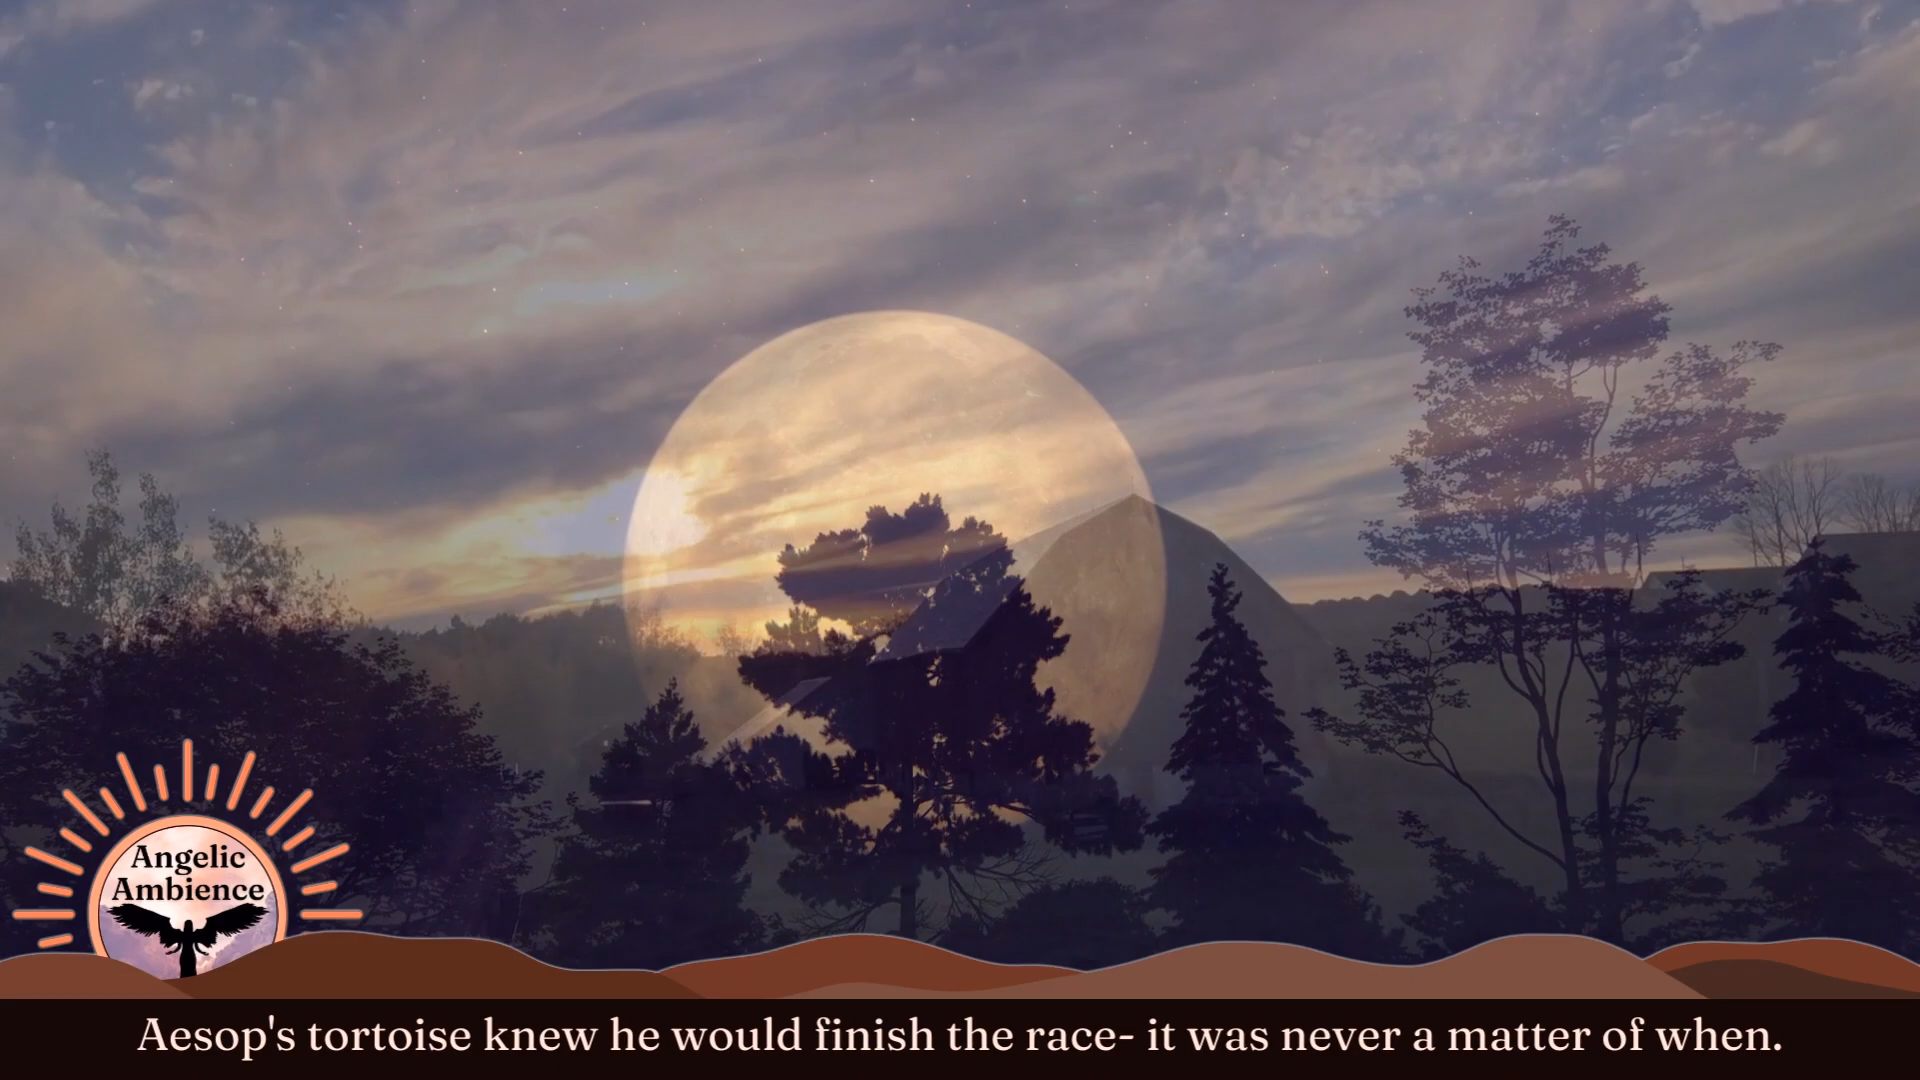 Angelic
Ambience
Aesop's tortoise knew he would finish the race- it was never a matter of when.